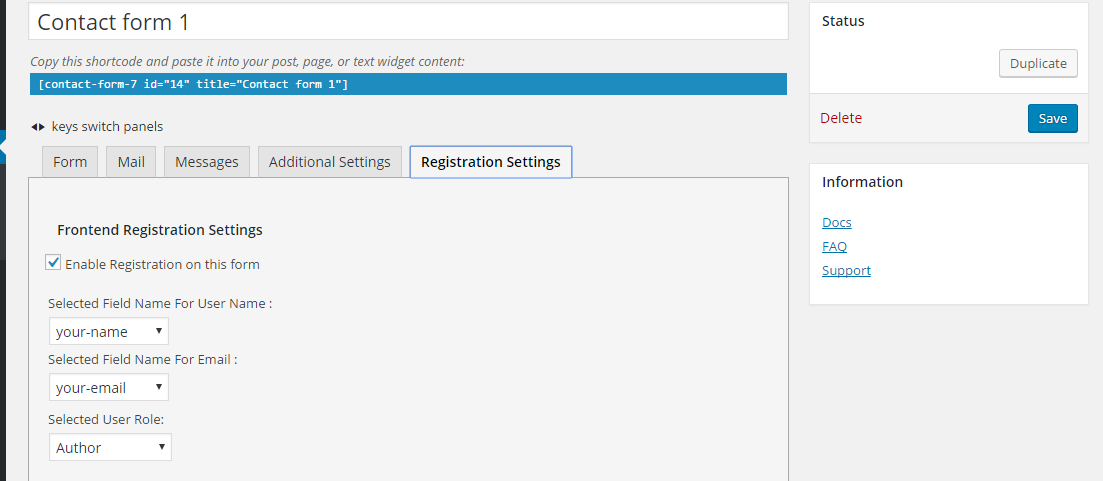 Contact form 1
Copy this shortcode and paste it into your post, page, or text widget content:
[contact-form-7 id="14" title="Contact form 1"]
keys switch panels
Form Mail Messages Additional Settings Registration Settings
Frontend Registration Settings
Enable Registration on this form
Selected Field Name For User Name :
your-name
Selected Field Name For Email :
your-email
Selected User Role:
Author
Status
Duplicate
Delete Save
Information
Docs
FAQ
Support